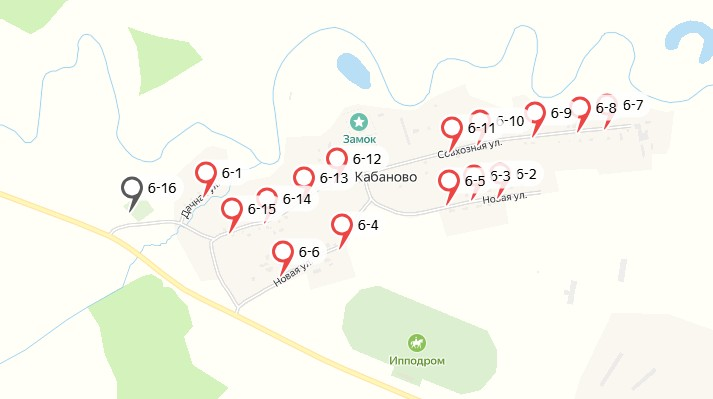 6-7
6-8
6-9
6-10
6-11
Замок
Совхозная ул.
6-12
Кабаново
6-1
6-13
6-5
6-3
6-2
6-16
Дачная ул.
6-14
Новая ул.
6-15
6-4
6-6
Новая ул.
Ипподром